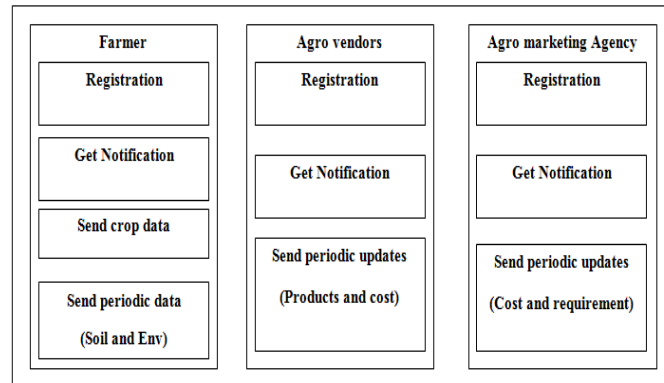 Farmer
Registration
Get Notification
Send crop data
Send periodic data
(Soil and Env)
Agro vendors
Registration
Get Notification
Send periodic updates
(Products and cost)
Agro marketing Agency
Registration
Get Notification
Send periodic updates
(Cost and requirement)